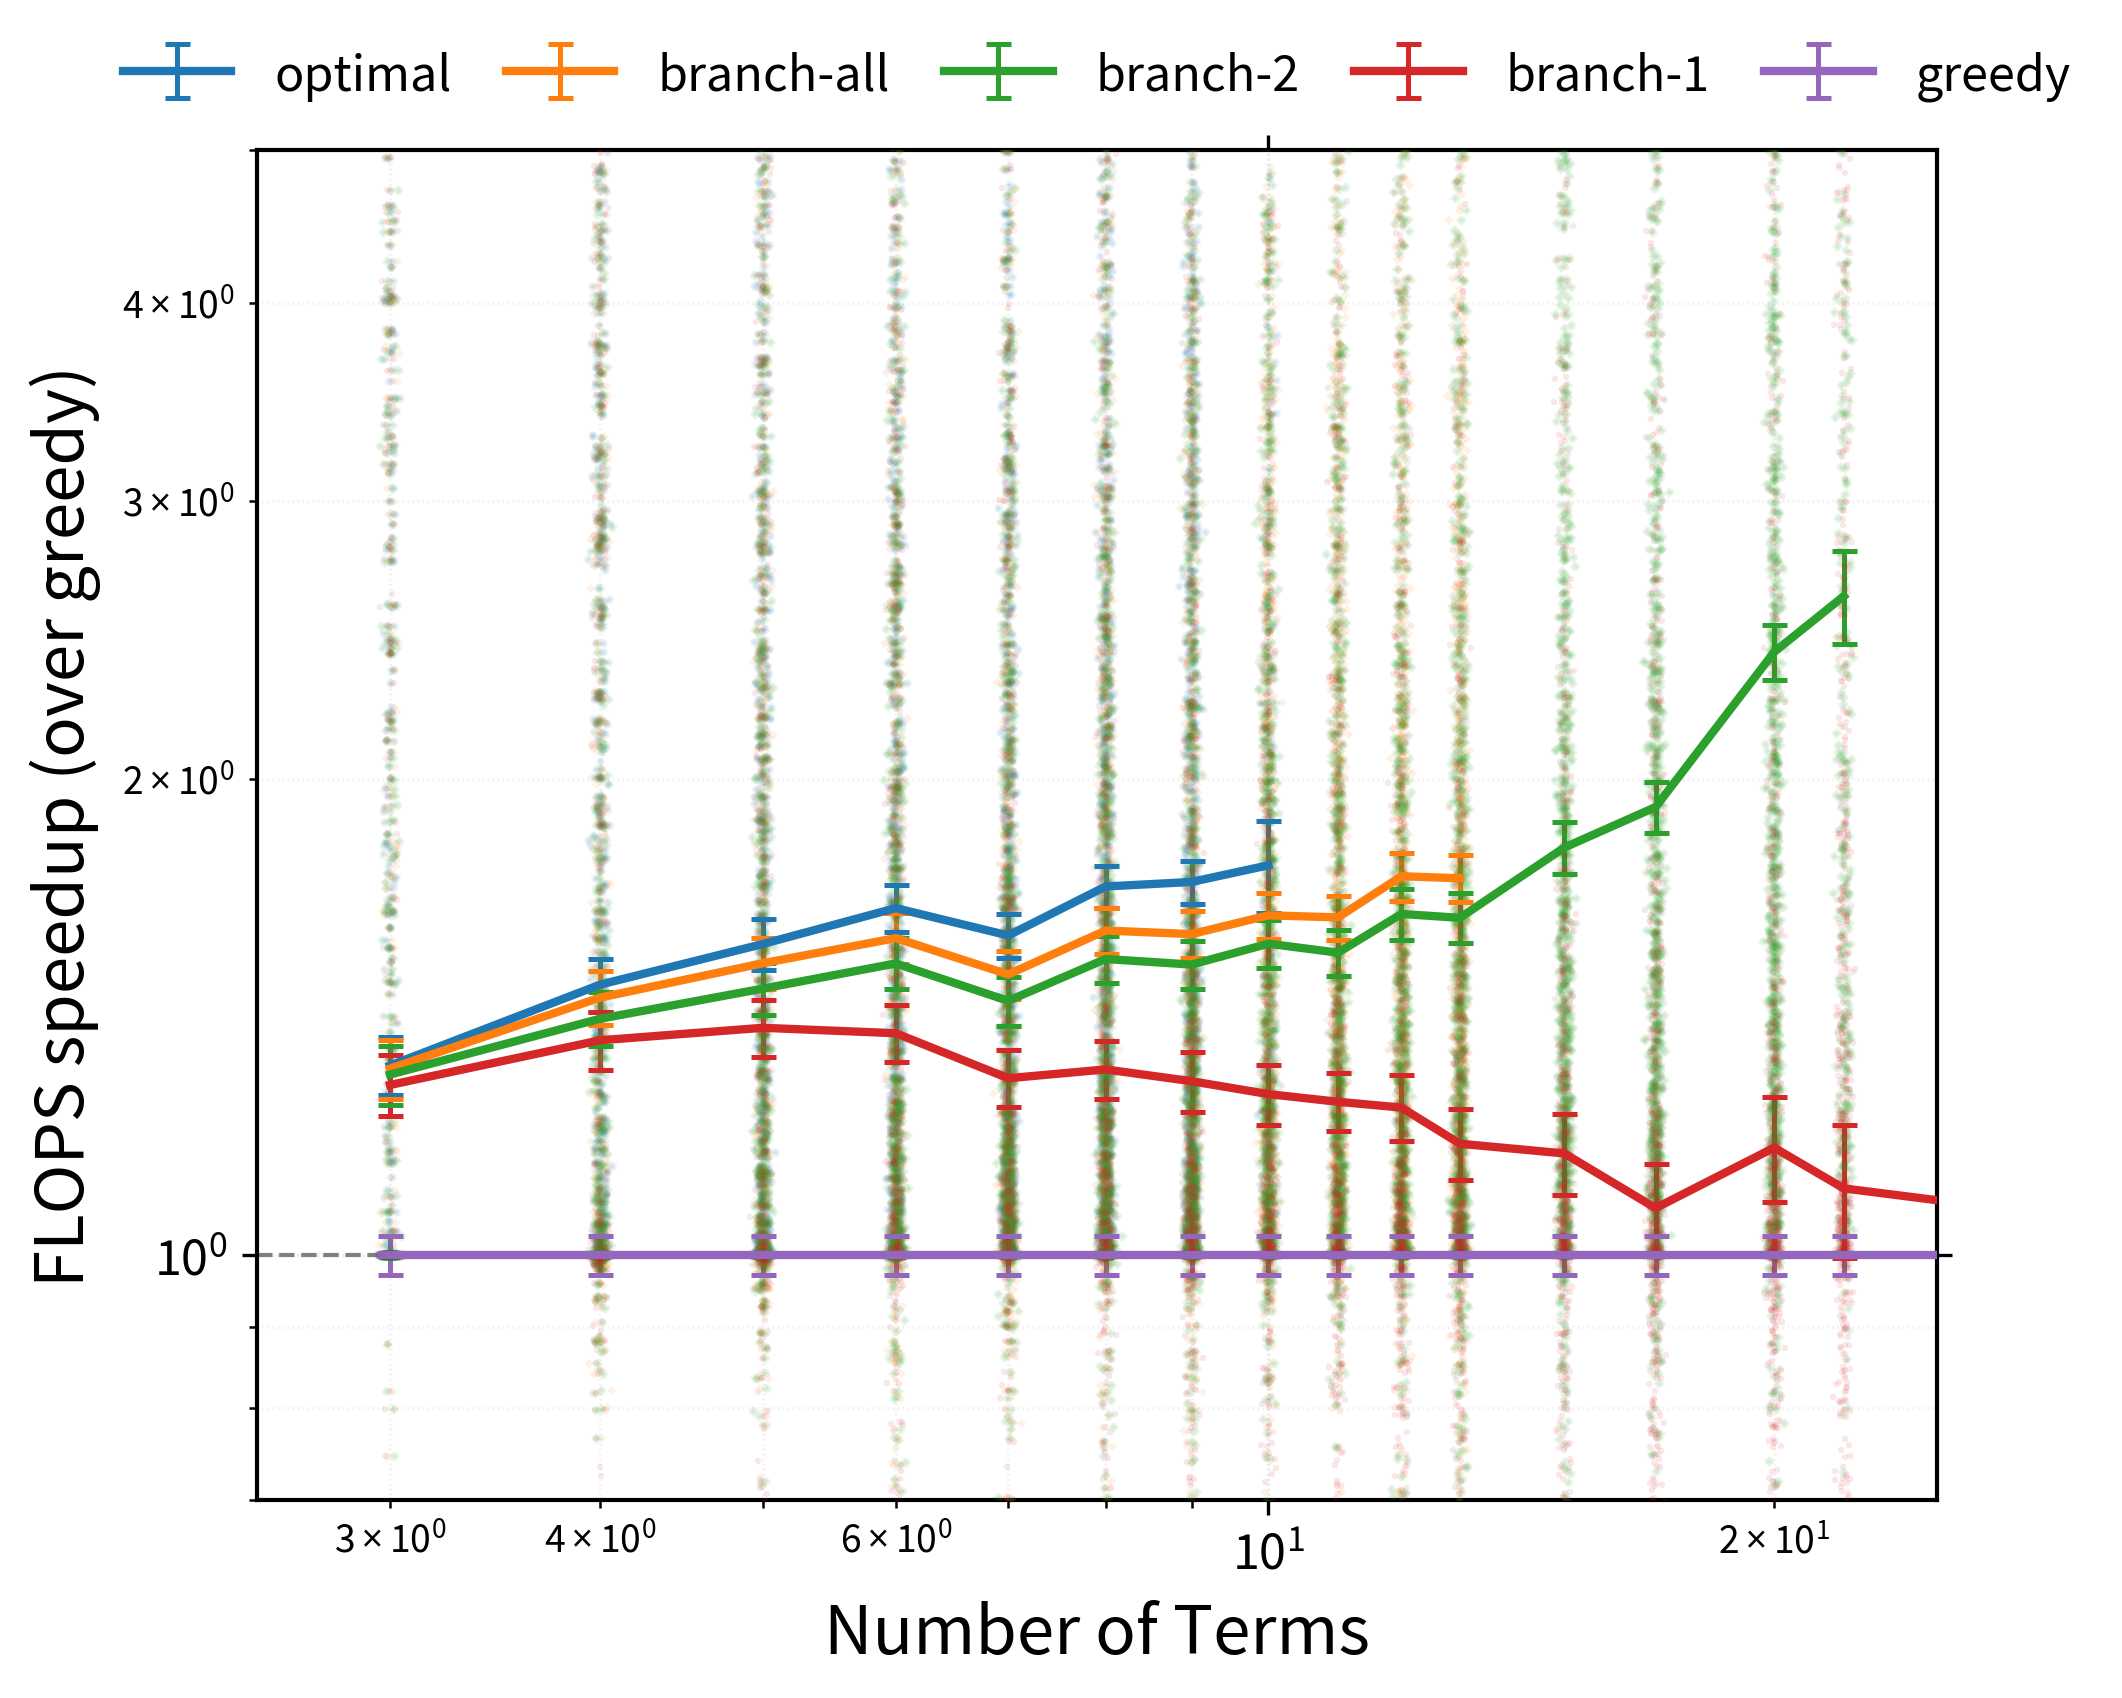 optimal branch-all branch-2 branch-1 greedy
FLOPS speedup (over greedy)
4 × 10⁰
3 × 10⁰
2 × 10⁰
10⁰
3 × 10⁰ 4 × 10⁰ 6 × 10⁰ 10¹ 2 × 10¹
Number of Terms